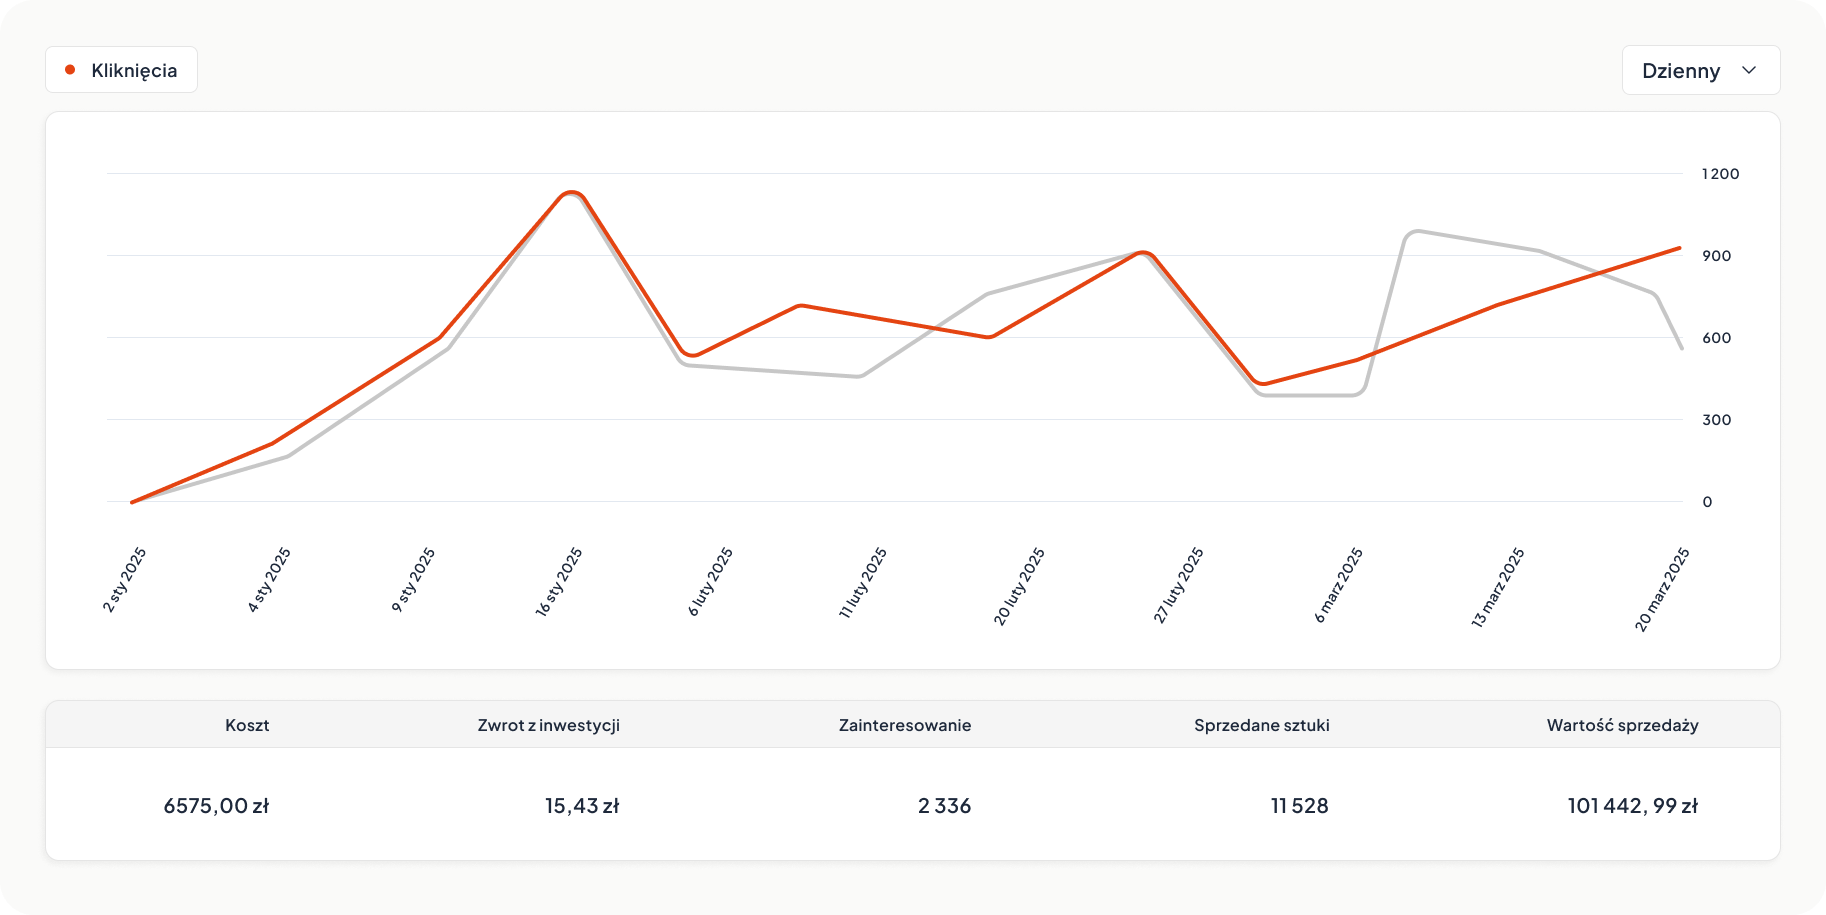 Kliknięcia
Dzienny
1200
900
600
300
0
2 sty 2025
4 sty 2025
9 sty 2025
16 sty 2025
6 luty 2025
11 luty 2025
20 luty 2025
27 luty 2025
6 marz 2025
13 marz 2025
20 marz 2025
Koszt Zwrot z inwestycji Zainteresowanie Sprzedane sztuki Wartość sprzedaży
6575,00 zł 15,43 zł 2 336 11 528 101 442, 99 zł